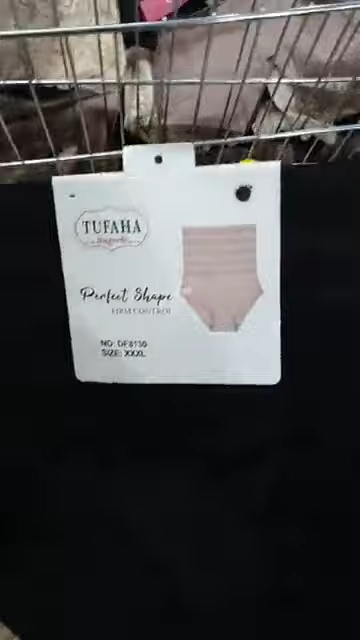 TUFAHA
Perfect Shape
FIRM CONTROL
NO: DF8130
SIZE: XXXL